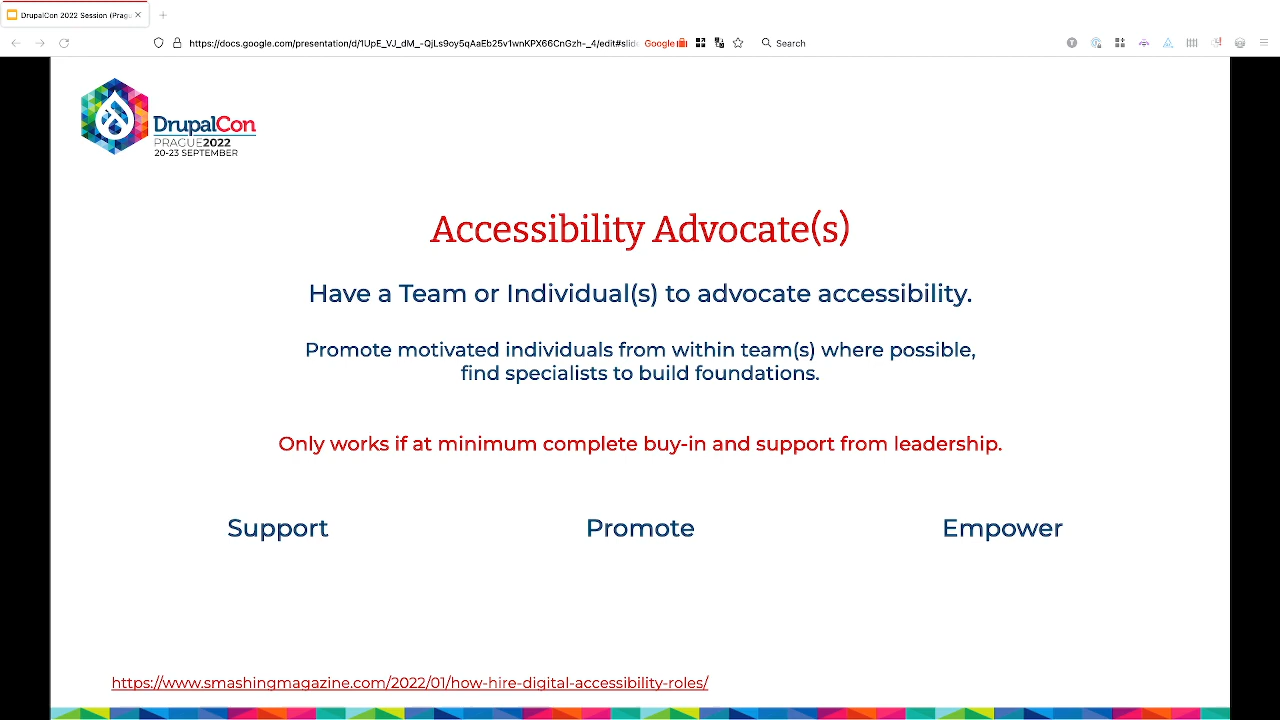 DrupalCon 2022 Session (Prag
https://docs.google.com/presentation/d/1UpE_VJ_dM_-QjLs9oy5qAaEb25v1wnKPX66CnGzh-_4/edit#slid
Google
Search
DrupalCon
PRAGUE2022
20-23 SEPTEMBER
Accessibility Advocate(s)
Have a Team or Individual(s) to advocate accessibility.
Promote motivated individuals from within team(s) where possible,
find specialists to build foundations.
Only works if at minimum complete buy-in and support from leadership.
Support
Promote
Empower
https://www.smashingmagazine.com/2022/01/how-hire-digital-accessibility-roles/